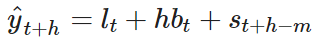 ŷ_{t+h} = l_t + hb_t + s_{t+h−m}